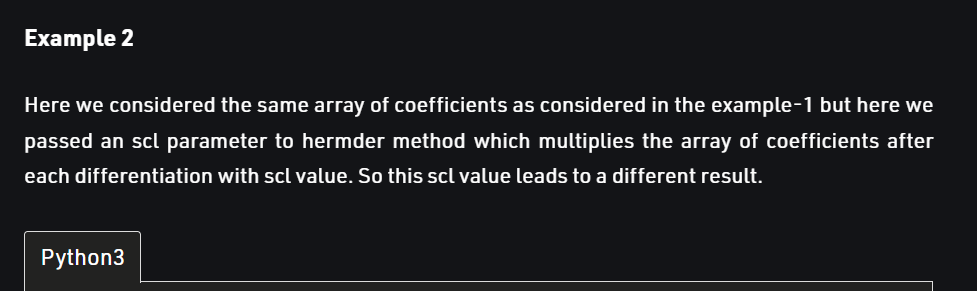 Example 2
Here we considered the same array of coefficients as considered in the example-1 but here we
passed an scl parameter to hermder method which multiplies the array of coefficients after
each differentiation with scl value. So this scl value leads to a different result.
Python3